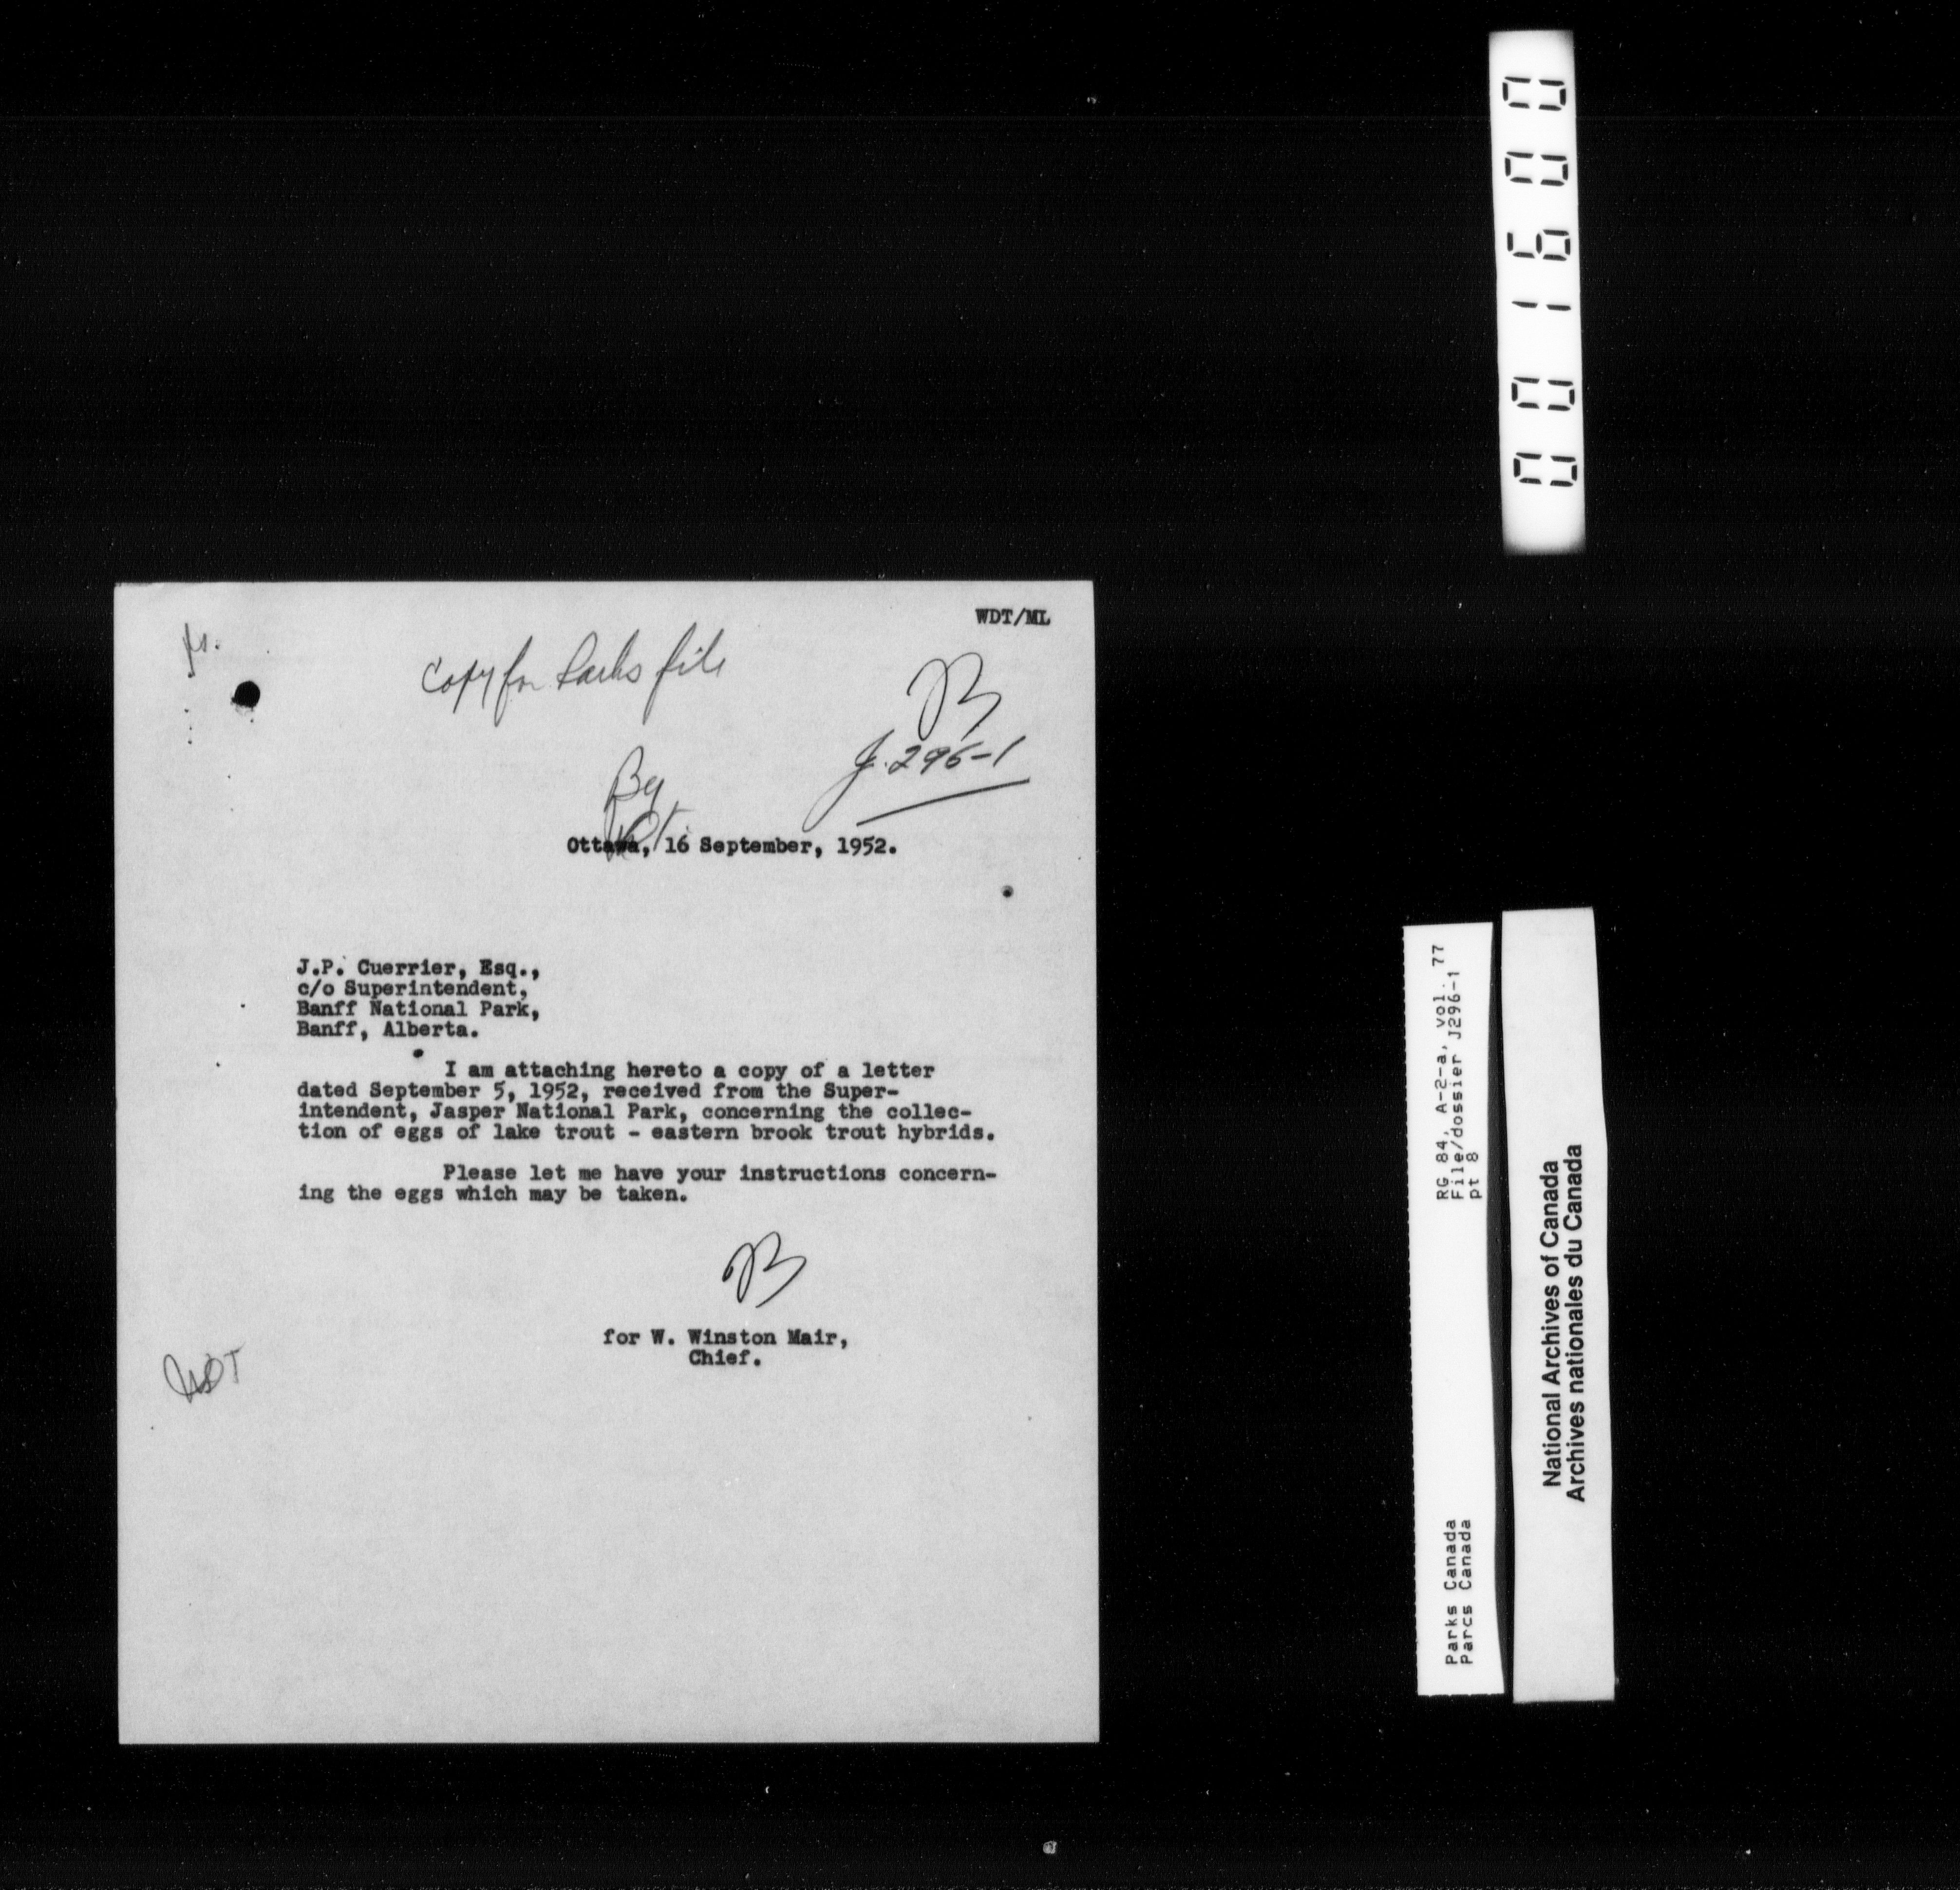 WDT/ML
Copy for Parks file
B
J.296-1
Ottawa, 16 September, 1952.
J.P. Cuerrier, Esq.,
c/o Superintendent,
Banff National Park,
Banff, Alberta.
I am attaching hereto a copy of a letter
dated September 5, 1952, received from the Super-
intendent, Jasper National Park, concerning the collec-
tion of eggs of lake trout - eastern brook trout hybrids.
Please let me have your instructions concern-
ing the eggs which may be taken.
B
for W. Winston Mair,
Chief.
WDT
001600
RG 84, A-2-a, vol. 77
File/dossier J296-1
pt 8
Parks Canada
Parcs Canada
National Archives of Canada
Archives nationales du Canada